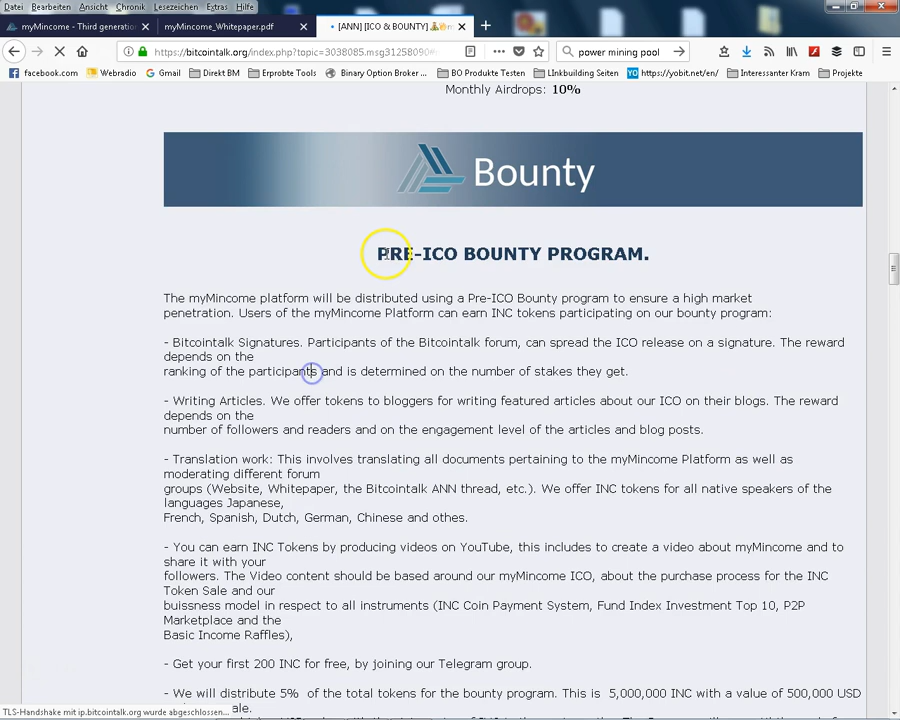 Datei Bearbeiten Ansicht Chronik Lesezeichen Extras Hilfe
myMincome - Third generatio
myMincome_Whitepaper.pdf
[ANN] [ICO & BOUNTY]
https://bitcointalk.org/index.php?topic=3038085.msg31258090#
power mining pool
facebook.com Webradio Gmail Direkt BM Erprobte Tests Binary Option Broker ... BO Produkte Testen LInkbuilding Seiten https://yobit.net/en/ Interessanter Kram Projekte
Monthly Airdrops: 10%
Bounty
PRE-ICO BOUNTY PROGRAM.
The myMincome platform will be distributed using a Pre-ICO Bounty program to ensure a high market
penetration. Users of the myMincome Platform can earn INC tokens participating on our bounty program:
- Bitcointalk Signatures. Participants of the Bitcointalk forum, can spread the ICO release on a signature. The reward
depends on the
ranking of the participants and is determined on the number of stakes they get.
- Writing Articles. We offer tokens to bloggers for writing featured articles about our ICO on their blogs. The reward
depends on the
number of followers and readers and on the engagement level of the articles and blog posts.
- Translation work: This involves translating all documents pertaining to the myMincome Platform as well as
moderating different forum
groups (Website, Whitepaper, the Bitcointalk ANN thread, etc.). We offer INC tokens for all native speakers of the
languages Japanese,
French, Spanish, Dutch, German, Chinese and othes.
- You can earn INC Tokens by producing videos on YouTube, this includes to create a video about myMincome and to
share it with your
followers. The Video content should be based around our myMincome ICO, about the purchase process for the INC
Token Sale and our
buissness model in respect to all instruments (INC Coin Payment System, Fund Index Investment Top 10, P2P
Marketplace and the
Basic Income Raffles),
- Get your first 200 INC for free, by joining our Telegram group.
- We will distribute 5% of the total tokens for the bounty program. This is 5,000,000 INC with a value of 500,000 USD
TLS-Handshake mit ip.bitcointalk.org wurde abgeschlossen...